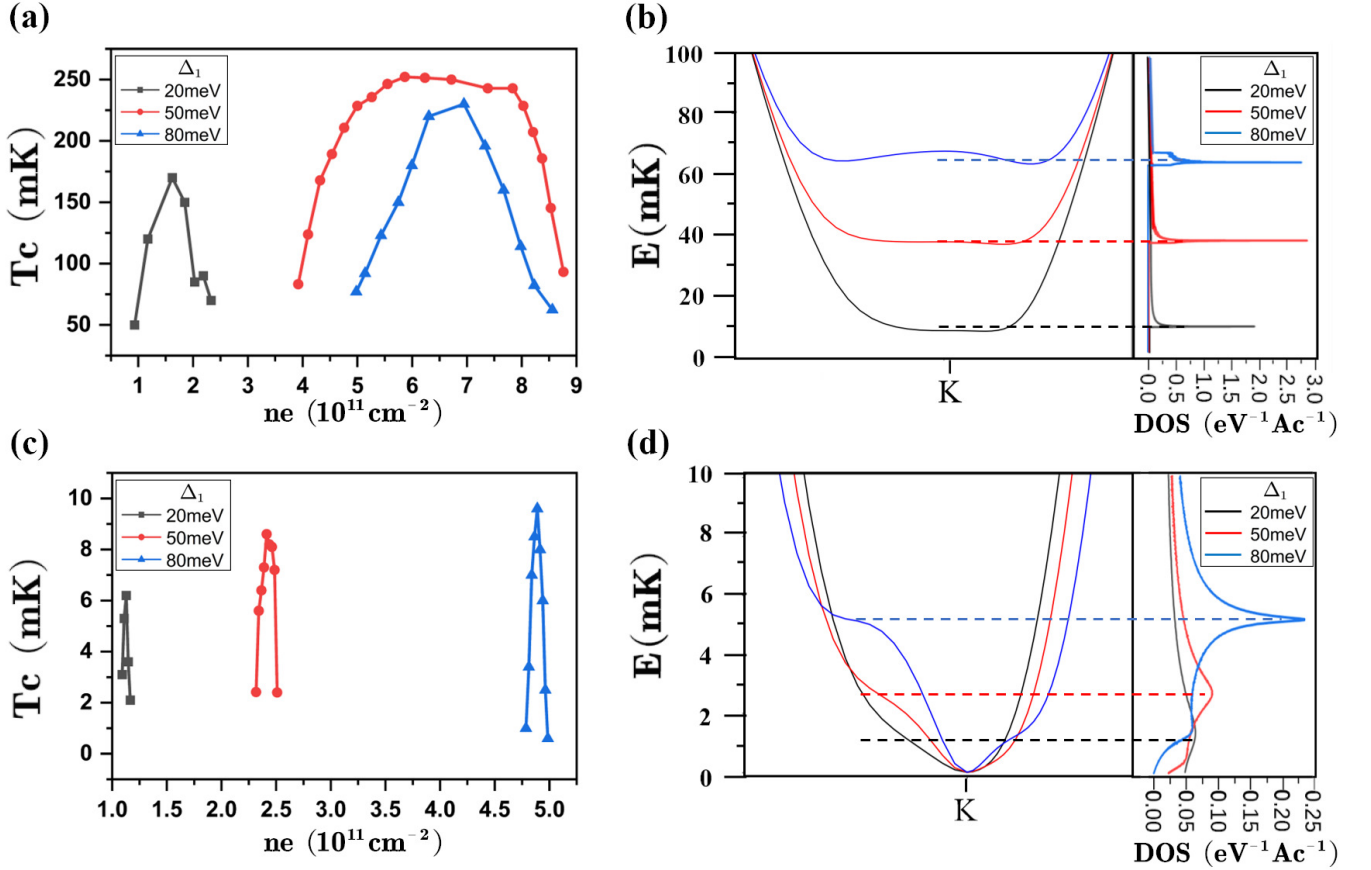 (a)
Tc (mK)
250
200
150
100
50
Δ₁
20meV
50meV
80meV
1 2 3 4 5 6 7 8 9
ne (10¹¹cm⁻²)
(b)
E(mK)
100
80
60
40
20
0
K
Δ₁
20meV
50meV
80meV
0.0 0.5 1.0 1.5 2.0 2.5 3.0
DOS (eV⁻¹Ac⁻¹)
(c)
Tc (mK)
10
8
6
4
2
0
Δ₁
20meV
50meV
80meV
1.0 1.5 2.0 2.5 3.0 3.5 4.0 4.5 5.0
ne (10¹¹cm⁻²)
(d)
E(mK)
10
8
6
4
2
0
K
Δ₁
20meV
50meV
80meV
0.00 0.05 0.10 0.15 0.20 0.25
DOS (eV⁻¹Ac⁻¹)